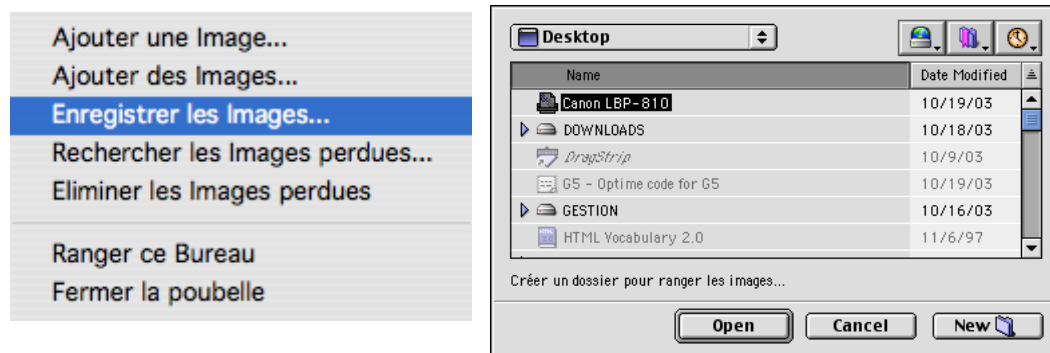 Ajouter une Image...
Ajouter des Images...
Enregistrer les Images...
Rechercher les Images perdues...
Eliminer les Images perdues
Ranger ce Bureau
Fermer la poubelle
Desktop
Name Date Modified
Canon LBP-810 10/19/03
DOWNLOADS 10/18/03
DragStrip 10/9/03
G5 - Optime code for G5 10/19/03
GESTION 10/16/03
HTML Vocabulary 2.0 11/6/97
Créer un dossier pour ranger les images...
Open Cancel New